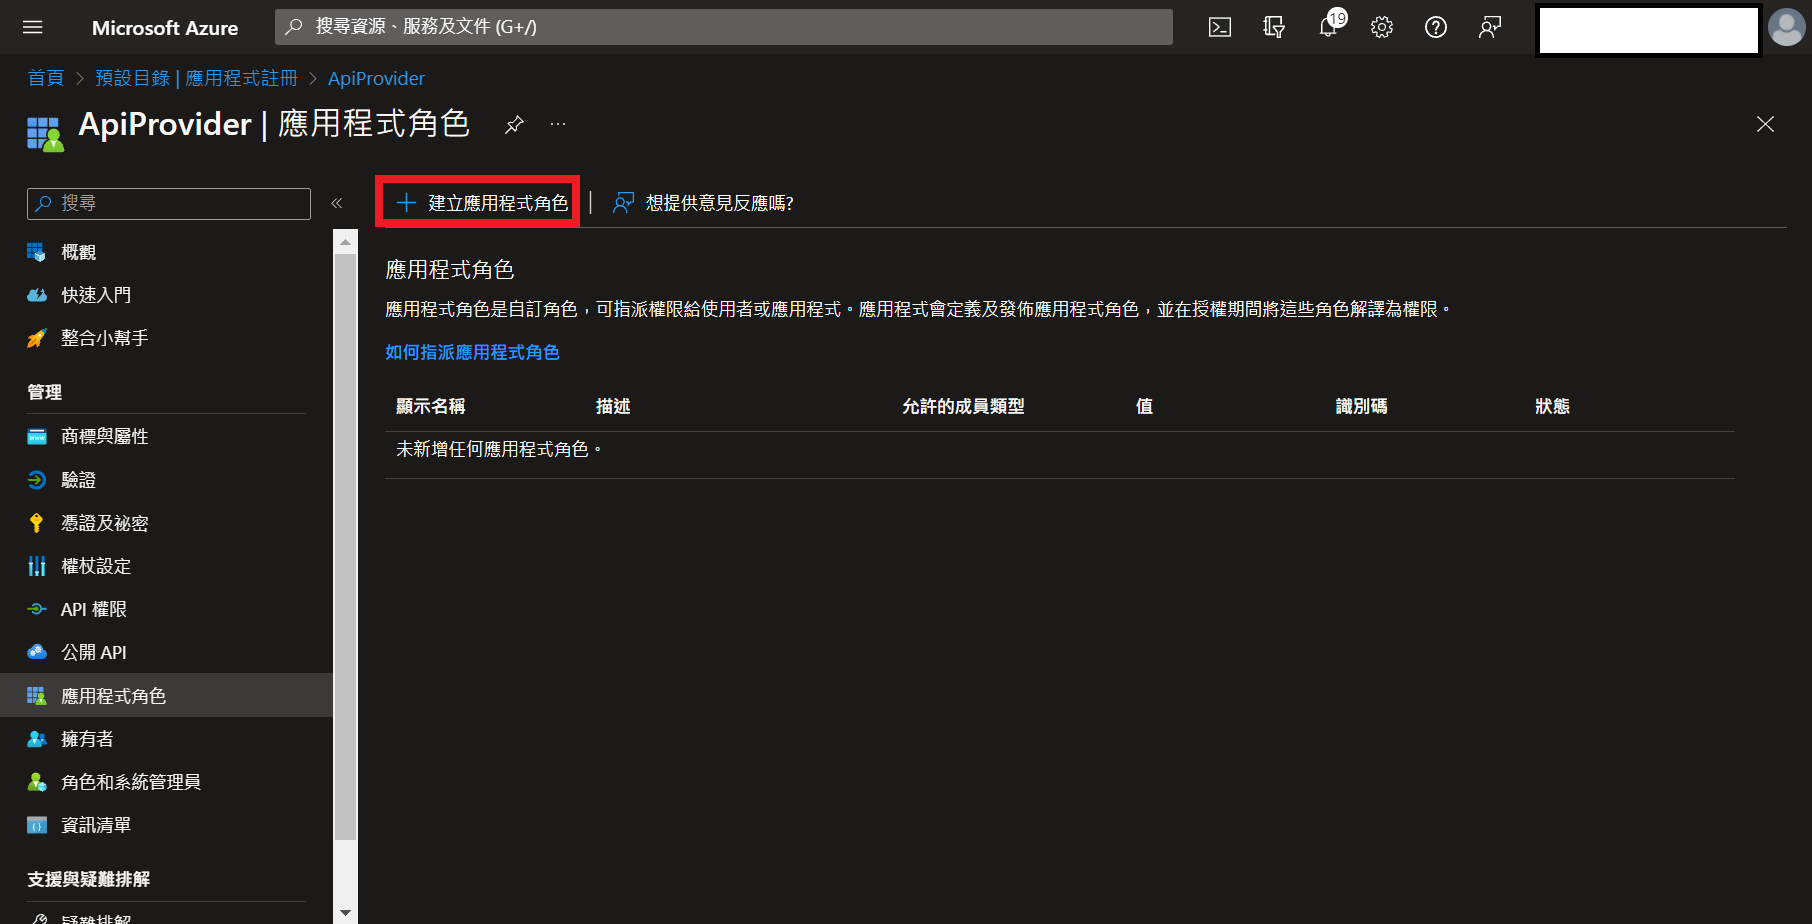 Microsoft Azure
搜尋資源、服務及文件 (G+/)
19
首頁 > 預設目錄 | 應用程式註冊 > ApiProvider
ApiProvider | 應用程式角色
搜尋
«
概觀
快速入門
整合小幫手
管理
商標與屬性
驗證
憑證及祕密
權杖設定
API 權限
公開 API
應用程式角色
擁有者
角色和系統管理員
資訊清單
支援與疑難排解
疑難排解
建立應用程式角色
想提供意見反應嗎?
應用程式角色
應用程式角色是自訂角色，可指派權限給使用者或應用程式。應用程式會定義及發佈應用程式角色，並在授權期間將這些角色解譯為權限。
如何指派應用程式角色
顯示名稱 描述 允許的成員類型 值 識別碼 狀態
未新增任何應用程式角色。